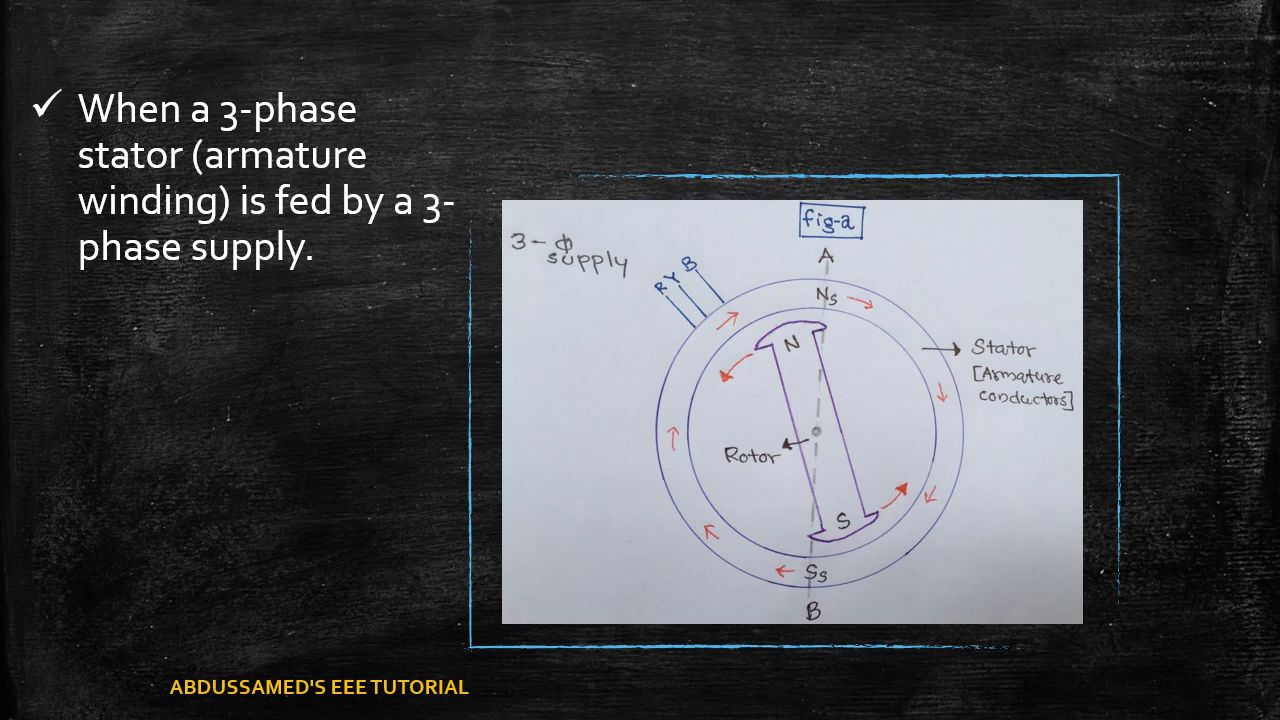 ✓ When a 3-phase
stator (armature
winding) is fed by a 3-
phase supply.
fig-a
3-ϕ
supply
R Y B
A
Ns
N
Stator
[Armature
conductors]
Rotor
S
Ss
B
ABDUSSAMED'S EEE TUTORIAL